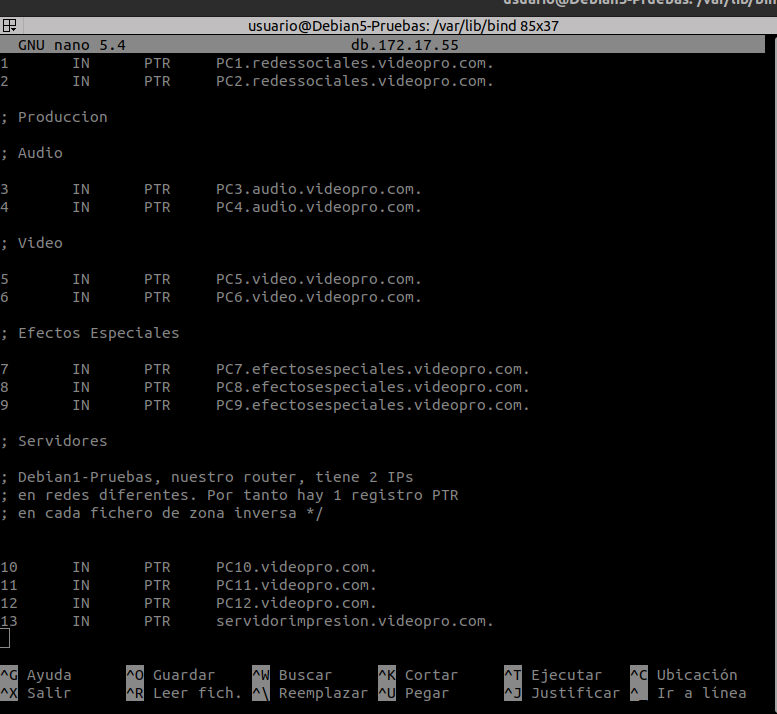 usuario@Debian5-Pruebas: /var/lib/bin
usuario@Debian5-Pruebas: /var/lib/bind 85x37
GNU nano 5.4 db.172.17.55
1 IN PTR PC1.redessociales.videopro.com.
2 IN PTR PC2.redessociales.videopro.com.
; Produccion
; Audio
3 IN PTR PC3.audio.videopro.com.
4 IN PTR PC4.audio.videopro.com.
; Video
5 IN PTR PC5.video.videopro.com.
6 IN PTR PC6.video.videopro.com.
; Efectos Especiales
7 IN PTR PC7.efectosespeciales.videopro.com.
8 IN PTR PC8.efectosespeciales.videopro.com.
9 IN PTR PC9.efectosespeciales.videopro.com.
; Servidores
; Debian1-Pruebas, nuestro router, tiene 2 IPs
; en redes diferentes. Por tanto hay 1 registro PTR
; en cada fichero de zona inversa */
10 IN PTR PC10.videopro.com.
11 IN PTR PC11.videopro.com.
12 IN PTR PC12.videopro.com.
13 IN PTR servidorimpresion.videopro.com.
^G Ayuda ^O Guardar ^W Buscar ^K Cortar ^T Ejecutar ^C Ubicación
^X Salir ^R Leer fich. ^\ Reemplazar ^U Pegar ^J Justificar ^_ Ir a línea